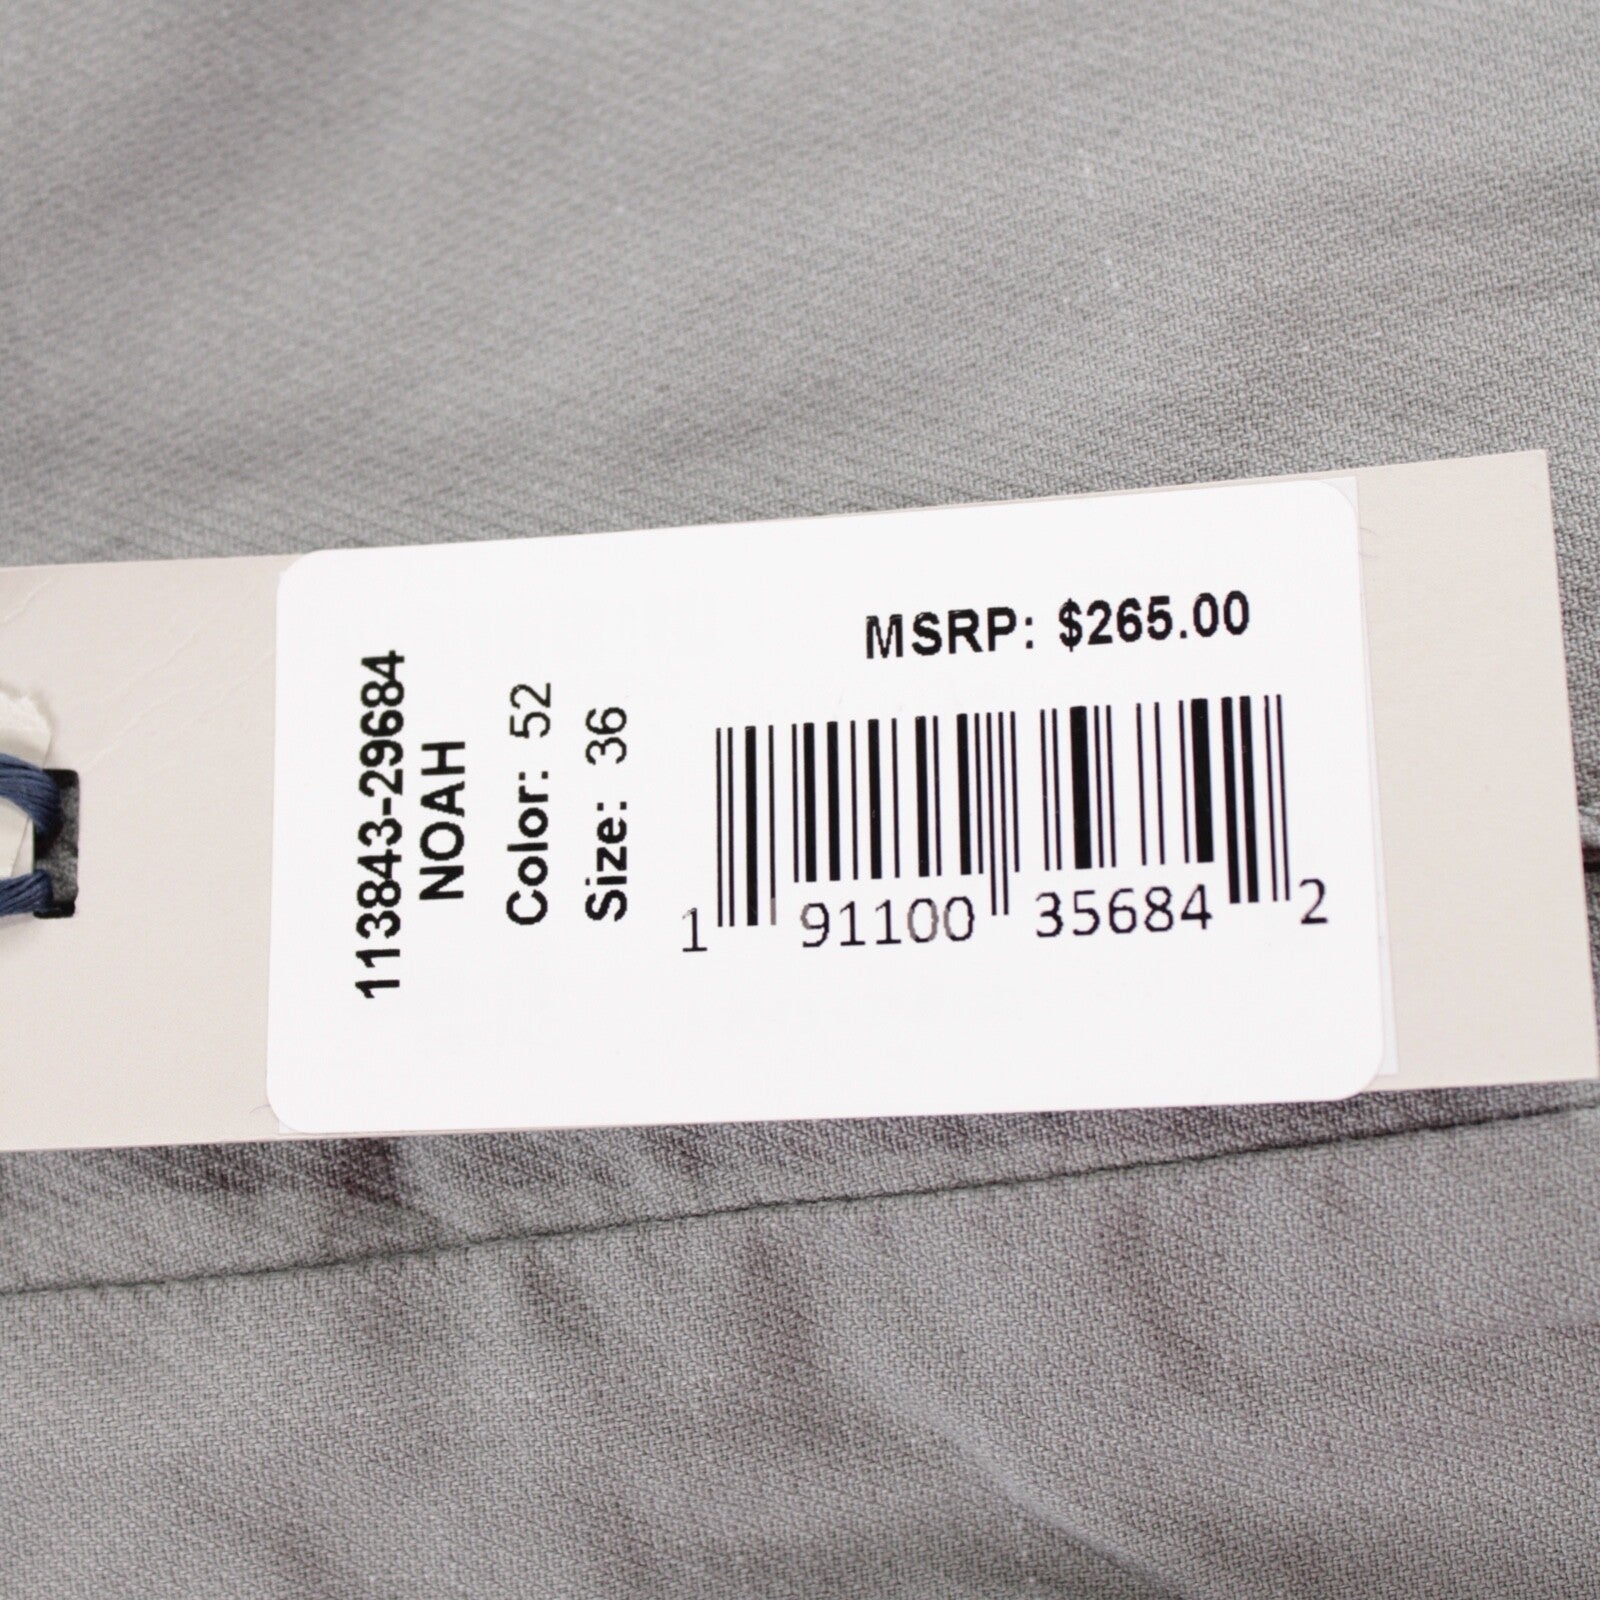 113843-29684
NOAH
Color: 52
Size: 36
MSRP: $265.00
1 91100 35684 2